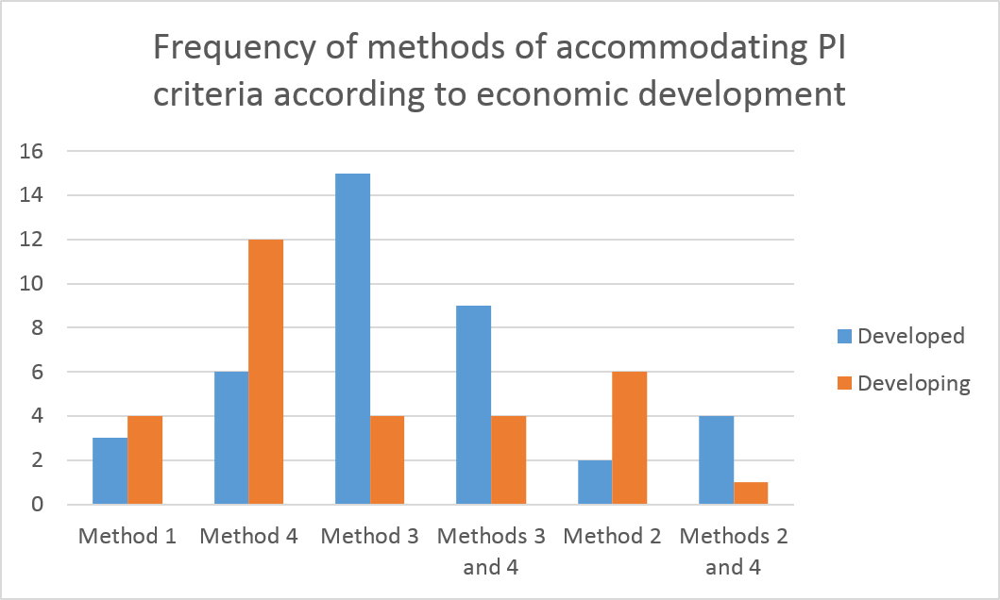 Frequency of methods of accommodating PI
criteria according to economic development
16
14
12
10
8
6
4
2
0
Method 1
Method 4
Method 3
Methods 3
and 4
Method 2
Methods 2
and 4
Developed
Developing